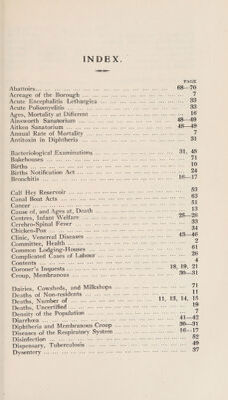 INDEX.
PAGE
Abattoirs 68—70
Acreage of the Borough 7
Acute Encephalitis Lethargica 33
Acute Poliomyelitis 33
Ages, Mortality at Different 16
Ainsworth Sanatorium 48—49
Aitken Sanatorium 48—49
Annual Rate of Mortality 7
Antitoxin in Diphtheria 31
Bacteriological Examinations 31, 48
Bakehouses 71
Births 10
Births Notification Act 24
Bronchitis 16—17
Calf Hey Reservoir 53
Canal Boat Acts 63
Cancer 51
Cause of, and Ages at, Death 13
Centres, Infant Welfare 25—28
Cerebro-Spinal Fever 33
Chicken-Pox 34
Clinic, Venereal Diseases 43—46
Committee, Health 2
Common Lodging-Houses 61
Complicated Cases of Labour 26
Contents 4
Coroner's Inquests 18, 19, 21
Croup, Membranous 30—31
Dairies, Cowsheds, and Milkshops 71
Deaths of Non-residents 11
Deaths, Number of 11, 13, 14, 15
Deaths, Uncertified 19
Density of the Population 7
Diarrhœa 41—42
Diphtheria and Membranous Croup 30—31
Diseases of the Respiratory System 16—17
Disinfection 52
Dispensary, Tuberculosis 49
Dysentery 37